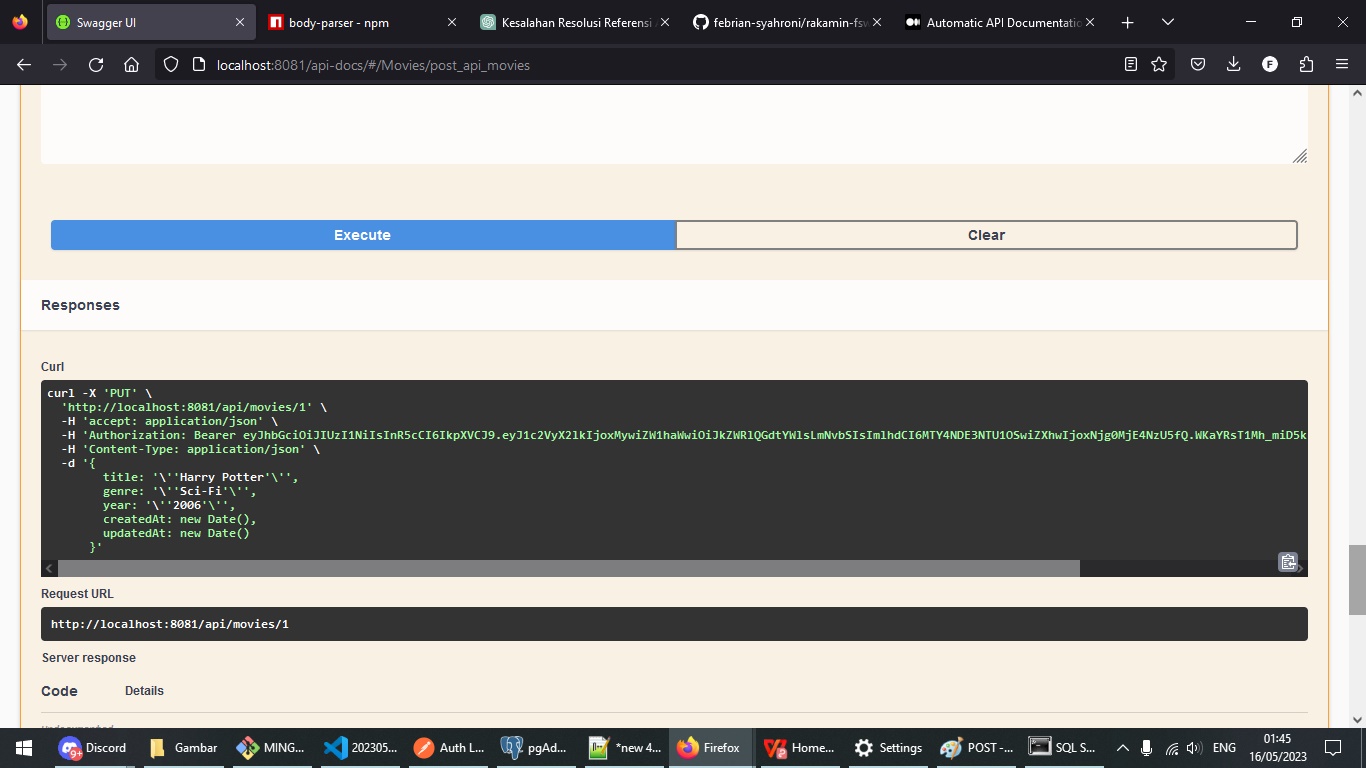 Swagger UI
body-parser - npm
Kesalahan Resolusi Referensi
febrian-syahroni/rakamin-fsw
Automatic API Documentatio
localhost:8081/api-docs/#/Movies/post_api_movies
F
Execute
Clear
Responses
Curl
curl -X 'PUT' \
'http://localhost:8081/api/movies/1' \
-H 'accept: application/json' \
-H 'Authorization: Bearer eyJhbGciOiJIUzI1NiIsInR5cCI6IkpXVCJ9.eyJ1c2VyX2lkIjoxMywiZW1haWwiOiJkZWRlQGdtYWlsLmNvbSIsImlhdCI6MTY4NDE3NTU1OSwiZXhwIjoxNjg0MjE4NzU5fQ.WKaYRsT1Mh_miD5k
-H 'Content-Type: application/json' \
-d '{
title: '\''Harry Potter'\'',
genre: '\''Sci-Fi'\'',
year: '\''2006'\'',
createdAt: new Date(),
updatedAt: new Date()
}'
Request URL
http://localhost:8081/api/movies/1
Server response
Code Details
9+ Discord
Gambar
MING...
202305...
Auth L...
pgAd...
*new 4...
Firefox
Home...
Settings
POST -...
SQL S...
ENG
01:45
16/05/2023